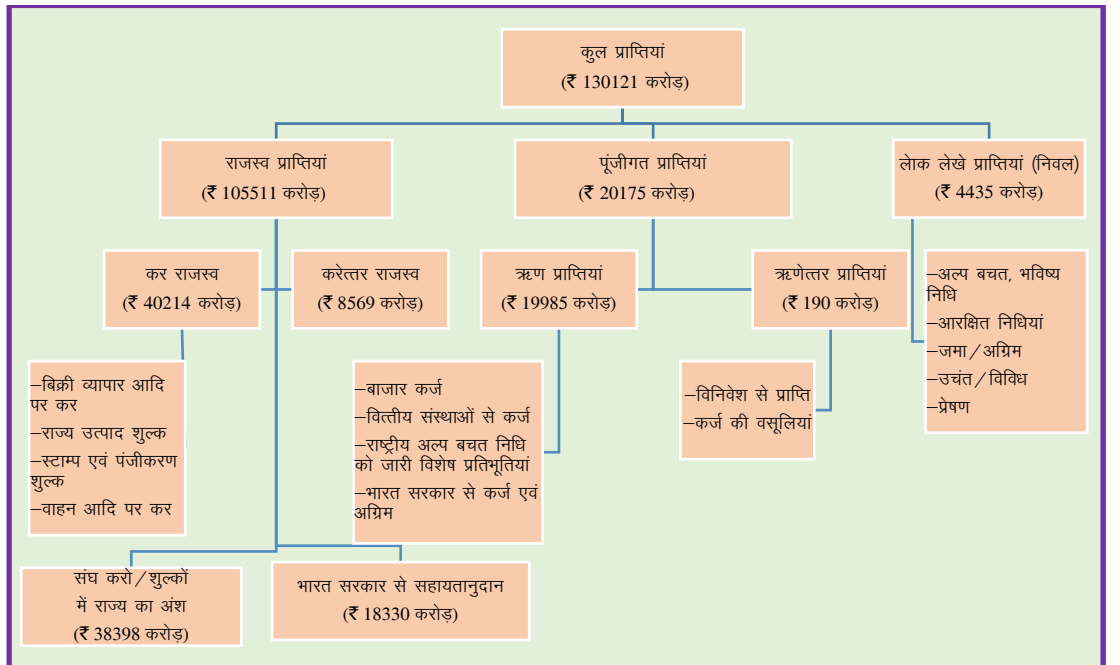 कुल प्राप्तियां
(₹ 130121 करोड़)
राजस्व प्राप्तियां
(₹ 105511 करोड़)
पूंजीगत प्राप्तियां
(₹ 20175 करोड़)
लेाक लेखे प्राप्तियां (निवल)
(₹ 4435 करोड़)
कर राजस्व
(₹ 40214 करोड़)
करेत्तर राजस्व
(₹ 8569 करोड़)
ऋण प्राप्तियां
(₹ 19985 करोड़)
ऋणेत्तर प्राप्तियां
(₹ 190 करोड़)
–अल्प बचत, भविष्य
निधि
–आरक्षित निधियां
–जमा/अग्रिम
–उचंत/विविध
–प्रेषण
–बिक्री व्यापार आदि
पर कर
–राज्य उत्पाद शुल्क
–स्टाम्प एवं पंजीकरण
शुल्क
–वाहन आदि पर कर
–बाजार कर्ज
–वित्तीय संस्थाओं से कर्ज
–राष्ट्रीय अल्प बचत निधि
को जारी विशेष प्रतिभूतियां
–भारत सरकार से कर्ज एवं
अग्रिम
–विनिवेश से प्राप्ति
–कर्ज की वसूलियां
संघ करो/शुल्कों
में राज्य का अंश
(₹ 38398 करोड़)
भारत सरकार से सहायतानुदान
(₹ 18330 करोड़)